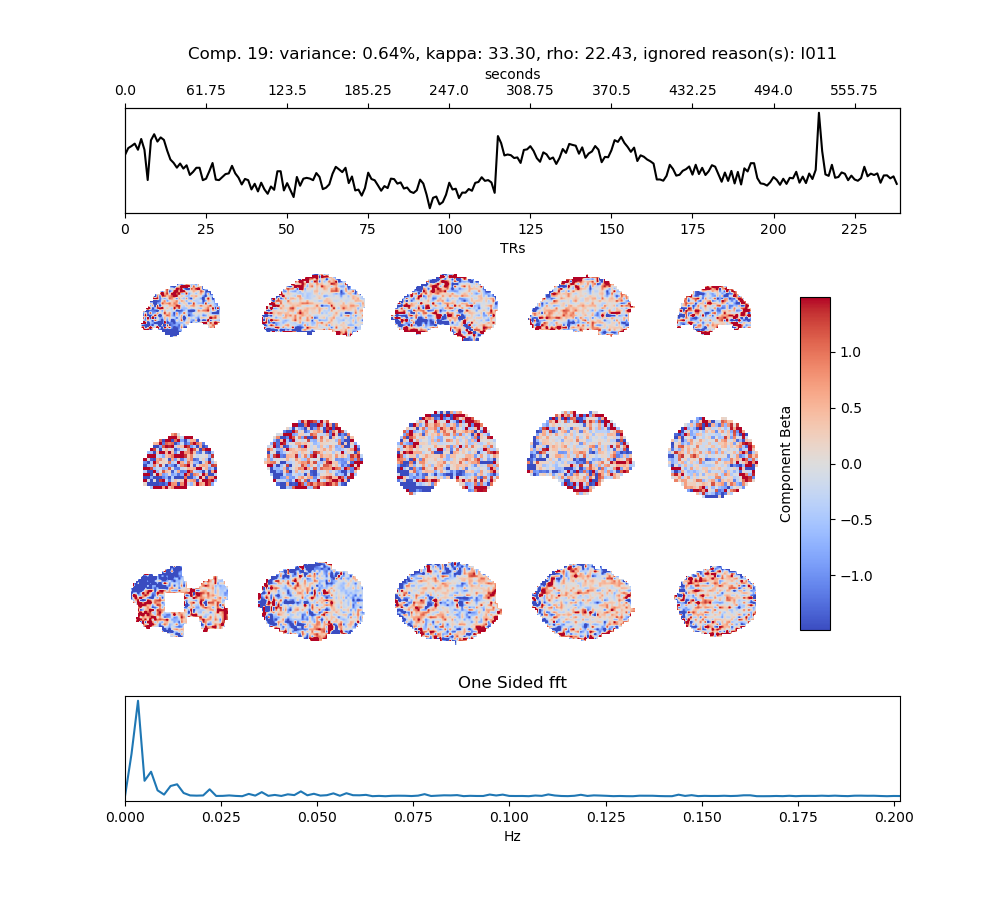 Comp. 19: variance: 0.64%, kappa: 33.30, rho: 22.43, ignored reason(s): I011
seconds
0.0 61.75 123.5 185.25 247.0 308.75 370.5 432.25 494.0 555.75
0 25 50 75 100 125 150 175 200 225
TRs
1.0
0.5
0.0
−0.5
−1.0
Component Beta
One Sided fft
0.000 0.025 0.050 0.075 0.100 0.125 0.150 0.175 0.200
Hz